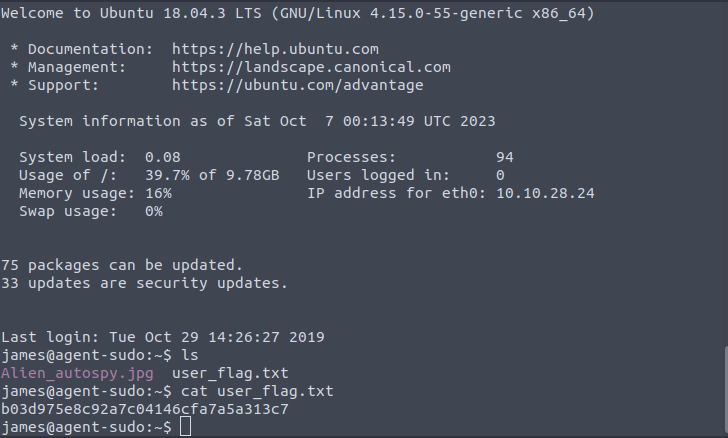 Welcome to Ubuntu 18.04.3 LTS (GNU/Linux 4.15.0-55-generic x86_64)
* Documentation:  https://help.ubuntu.com
* Management:     https://landscape.canonical.com
* Support:        https://ubuntu.com/advantage
System information as of Sat Oct  7 00:13:49 UTC 2023
System load:  0.08               Processes:           94
Usage of /:   39.7% of 9.78GB   Users logged in:     0
Memory usage: 16%               IP address for eth0: 10.10.28.24
Swap usage:   0%
75 packages can be updated.
33 updates are security updates.
Last login: Tue Oct 29 14:26:27 2019
james@agent-sudo:~$ ls
Alien_autospy.jpg  user_flag.txt
james@agent-sudo:~$ cat user_flag.txt
b03d975e8c92a7c04146cfa7a5a313c7
james@agent-sudo:~$